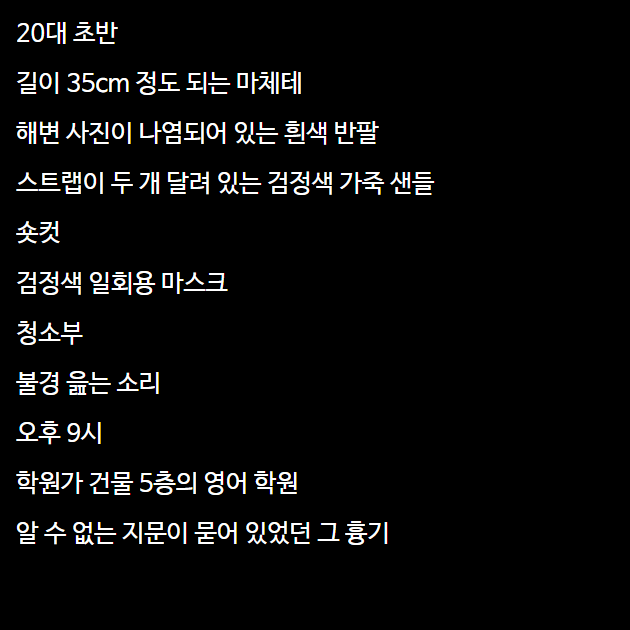 20대 초반
길이 35cm 정도 되는 마체테
해변 사진이 나염되어 있는 흰색 반팔
스트랩이 두 개 달려 있는 검정색 가죽 샌들
숏컷
검정색 일회용 마스크
청소부
불경 읊는 소리
오후 9시
학원가 건물 5층의 영어 학원
알 수 없는 지문이 묻어 있었던 그 흉기